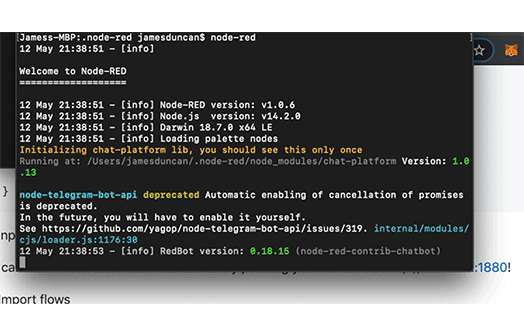 [Jamess-MBP:.node-red jamesduncan$ node-red
12 May 21:38:51 - [info]
Welcome to Node-RED
===================
12 May 21:38:51 - [info] Node-RED version: v1.0.6
12 May 21:38:51 - [info] Node.js  version: v14.2.0
12 May 21:38:51 - [info] Darwin 18.7.0 x64 LE
12 May 21:38:51 - [info] Loading palette nodes
Initializing chat-platform lib, you should see this only once
Running at: /Users/jamesduncan/.node-red/node_modules/chat-platform Version: 1.0
.13
node-telegram-bot-api deprecated Automatic enabling of cancellation of promises
is deprecated.
In the future, you will have to enable it yourself.
See https://github.com/yagop/node-telegram-bot-api/issues/319. internal/modules/
cjs/loader.js:1176:30
12 May 21:38:53 - [info] RedBot version: 0.18.15 (node-red-contrib-chatbot)
}
:1880!
Import flows